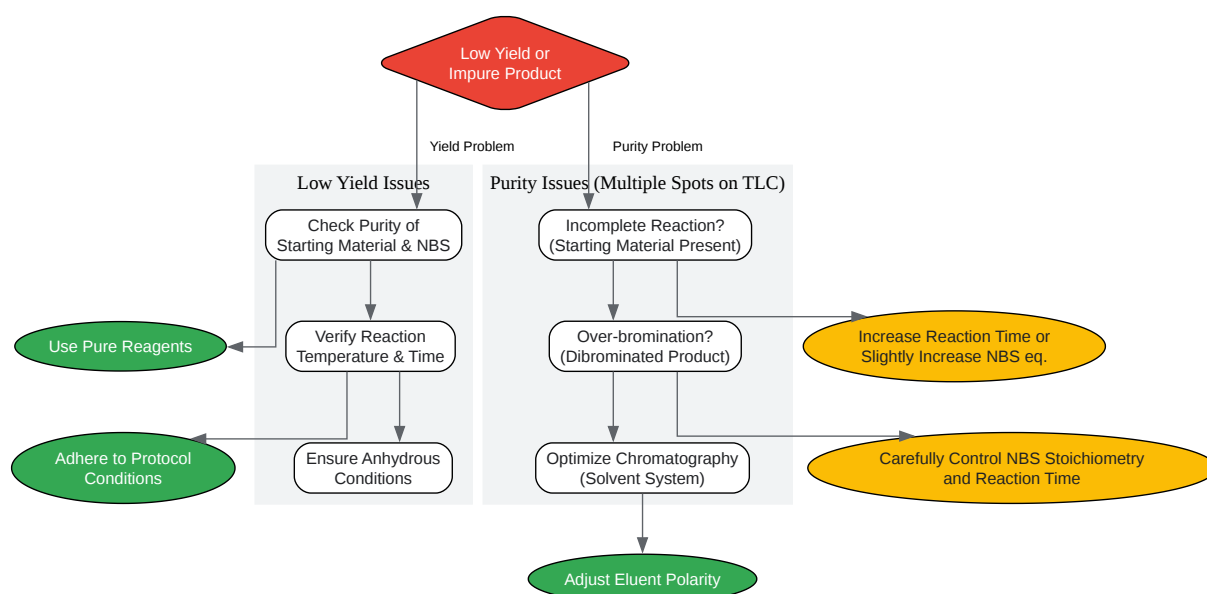 Low Yield or
Impure Product
Yield Problem
Purity Problem
Low Yield Issues
Purity Issues (Multiple Spots on TLC)
Check Purity of
Starting Material & NBS
Incomplete Reaction?
(Starting Material Present)
Use Pure Reagents
Verify Reaction
Temperature & Time
Over-bromination?
(Dibrominated Product)
Increase Reaction Time or
Slightly Increase NBS eq.
Adhere to Protocol
Conditions
Ensure Anhydrous
Conditions
Optimize Chromatography
(Solvent System)
Carefully Control NBS Stoichiometry
and Reaction Time
Adjust Eluent Polarity